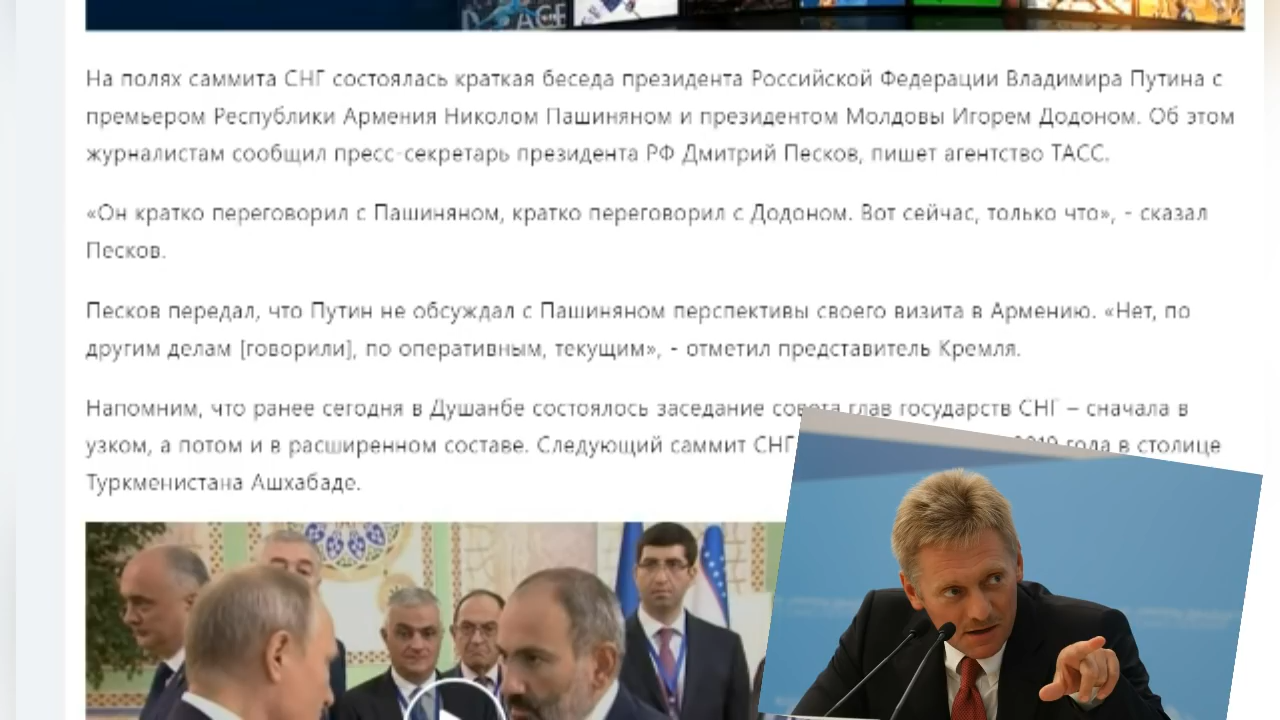 На полях саммита СНГ состоялась краткая беседа президента Российской Федерации Владимира Путина с
премьером Республики Армения Николом Пашиняном и президентом Молдовы Игорем Додоном. Об этом
журналистам сообщил пресс-секретарь президента РФ Дмитрий Песков, пишет агентство ТАСС.
«Он кратко переговорил с Пашиняном, кратко переговорил с Додоном. Вот сейчас, только что», - сказал
Песков.
Песков передал, что Путин не обсуждал с Пашиняном перспективы своего визита в Армению. «Нет, по
другим делам [говорили], по оперативным, текущим», - отметил представитель Кремля.
Напомним, что ранее сегодня в Душанбе состоялось заседание совета глав государств СНГ – сначала в
узком, а потом и в расширенном составе. Следующий саммит СНГ 2019 года в столице
Туркменистана Ашхабаде.